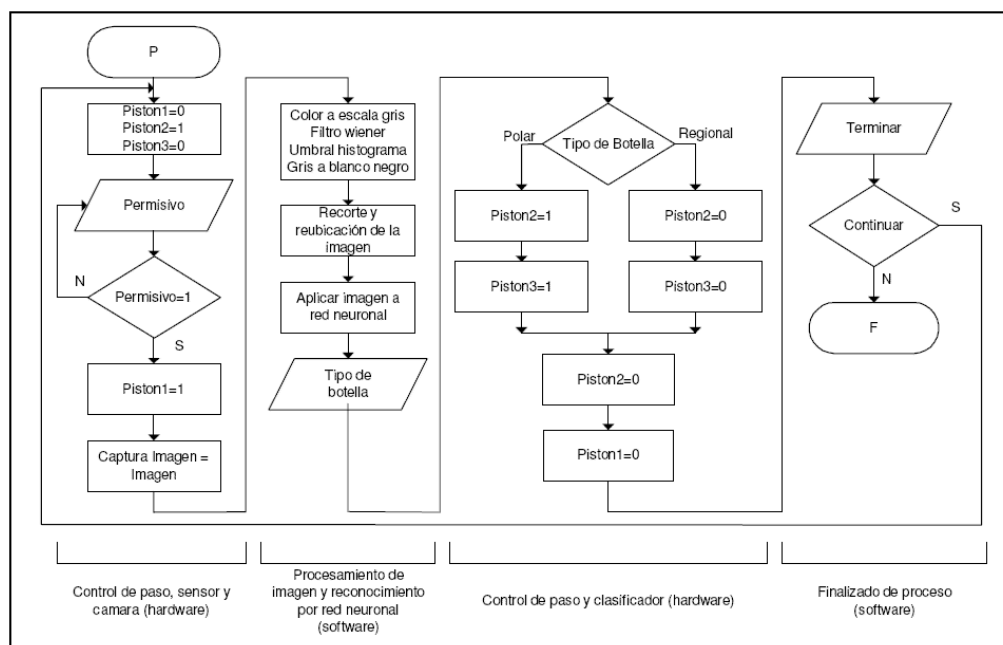 P
Piston1=0
Piston2=1
Piston3=0
Permisivo
N
Permisivo=1
S
Piston1=1
Captura Imagen =
Imagen
Control de paso, sensor y
camara (hardware)
Color a escala gris
Filtro wiener
Umbral histograma
Gris a blanco negro
Recorte y
reubicación de la
imagen
Aplicar imagen a
red neuronal
Tipo de
botella
Procesamiento de
imagen y reconocimiento
por red neuronal
(software)
Polar
Tipo de Botella
Regional
Piston2=1
Piston2=0
Piston3=1
Piston3=0
Piston2=0
Piston1=0
Control de paso y clasificador (hardware)
Terminar
Continuar
S
N
F
Finalizado de proceso
(software)